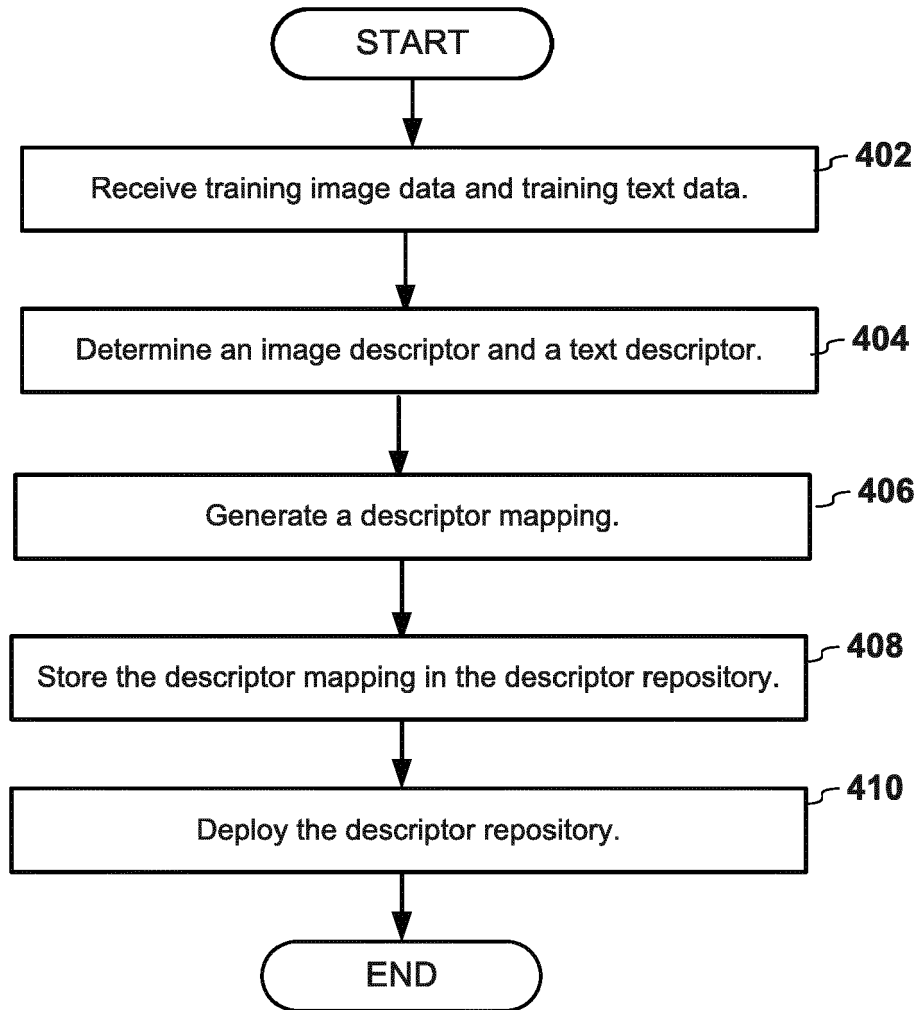 START
Receive training image data and training text data.
402
Determine an image descriptor and a text descriptor.
404
Generate a descriptor mapping.
406
Store the descriptor mapping in the descriptor repository.
408
Deploy the descriptor repository.
410
END